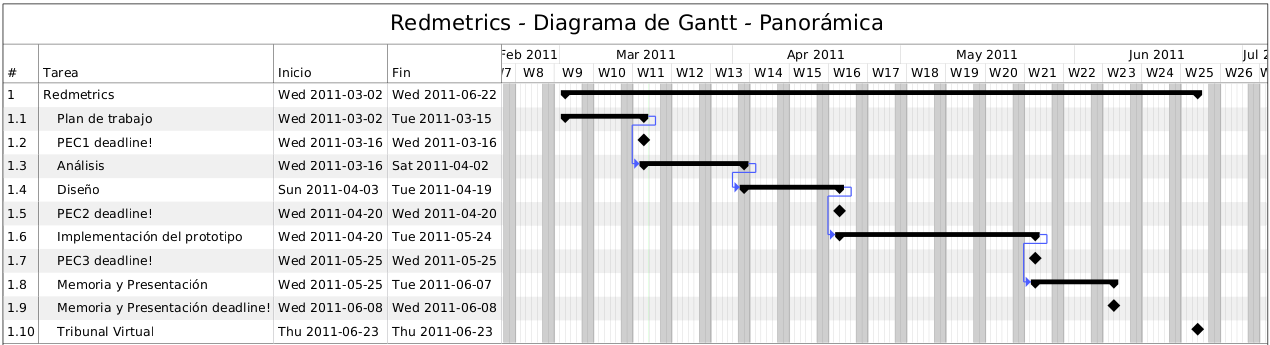 Redmetrics - Diagrama de Gantt - Panorámica
Feb 2011 Mar 2011 Apr 2011 May 2011 Jun 2011 Jul 2
# Tarea Inicio Fin /7 W8 W9 W10 W11 W12 W13 W14 W15 W16 W17 W18 W19 W20 W21 W22 W23 W24 W25 W26 W
1 Redmetrics Wed 2011-03-02 Wed 2011-06-22
1.1 Plan de trabajo Wed 2011-03-02 Tue 2011-03-15
1.2 PEC1 deadline! Wed 2011-03-16 Wed 2011-03-16
1.3 Análisis Wed 2011-03-16 Sat 2011-04-02
1.4 Diseño Sun 2011-04-03 Tue 2011-04-19
1.5 PEC2 deadline! Wed 2011-04-20 Wed 2011-04-20
1.6 Implementación del prototipo Wed 2011-04-20 Tue 2011-05-24
1.7 PEC3 deadline! Wed 2011-05-25 Wed 2011-05-25
1.8 Memoria y Presentación Wed 2011-05-25 Tue 2011-06-07
1.9 Memoria y Presentación deadline! Wed 2011-06-08 Wed 2011-06-08
1.10 Tribunal Virtual Thu 2011-06-23 Thu 2011-06-23